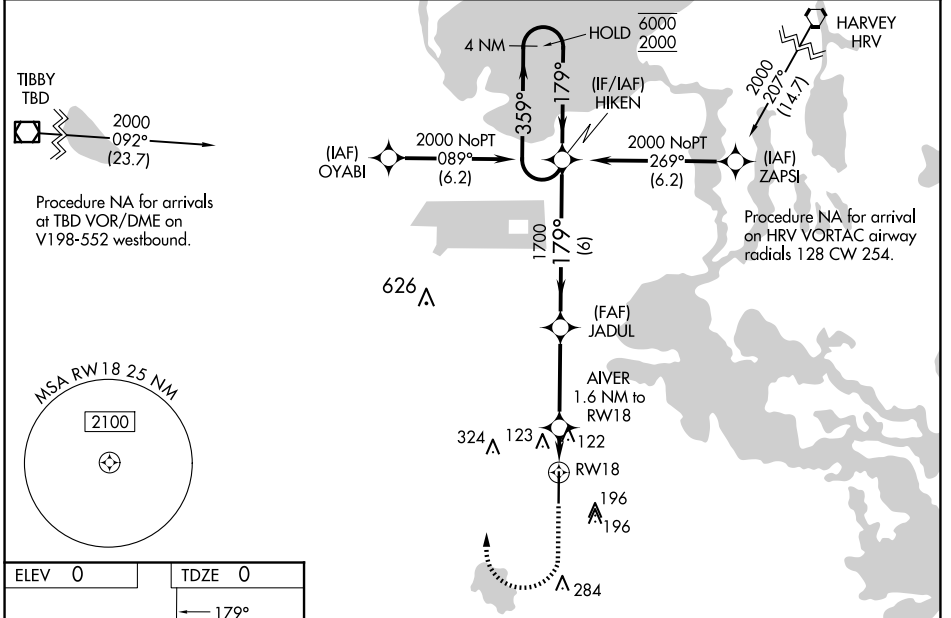 HOLD
6000
2000
4 NM
HARVEY
HRV
TIBBY
TBD
2000
092°
(23.7)
(IF/IAF)
HIKEN
359°
179°
2000
207°
(14.7)
(IAF)
OYABI
2000 NoPT
089°
(6.2)
2000 NoPT
269°
(6.2)
(IAF)
ZAPSI
Procedure NA for arrivals
at TBD VOR/DME on
V198-552 westbound.
Procedure NA for arrival
on HRV VORTAC airway
radials 128 CW 254.
1700
179°
(6)
626
(FAF)
JADUL
MSA RW18 25 NM
2100
AIVER
1.6 NM to
RW18
324
123
122
RW18
196
196
284
ELEV 0
TDZE 0
179°